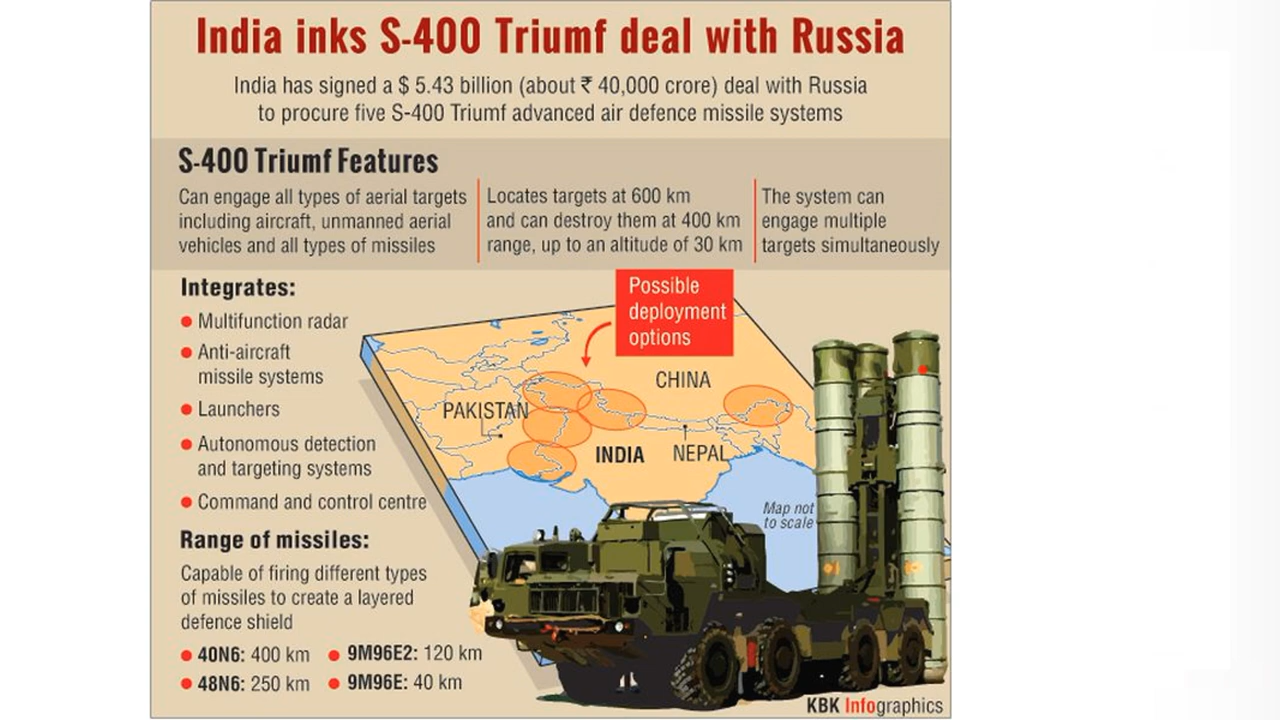 India inks S-400 Triumf deal with Russia
India has signed a $ 5.43 billion (about ₹ 40,000 crore) deal with Russia
to procure five S-400 Triumf advanced air defence missile systems
S-400 Triumf Features
Can engage all types of aerial targets
including aircraft, unmanned aerial
vehicles and all types of missiles
Locates targets at 600 km
and can destroy them at 400 km
range, up to an altitude of 30 km
The system can
engage multiple
targets simultaneously
Integrates:
Multifunction radar
Anti-aircraft
missile systems
Launchers
Autonomous detection
and targeting systems
Command and control centre
Range of missiles:
Capable of firing different types
of missiles to create a layered
defence shield
40N6: 400 km
9M96E2: 120 km
48N6: 250 km
9M96E: 40 km
Possible
deployment
options
CHINA
PAKISTAN
INDIA
NEPAL
Map not
to scale
KBK Infographics